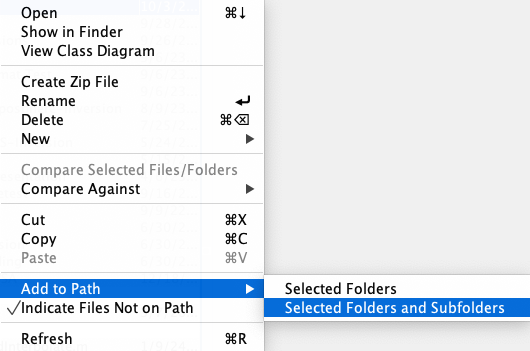 Open ⌘↓
Show in Finder
View Class Diagram
Create Zip File
Rename ↵
Delete ⌘⌫
New ▶
Compare Selected Files/Folders
Compare Against ▶
Cut ⌘X
Copy ⌘C
Paste ⌘V
Add to Path ▶
Selected Folders
✓Indicate Files Not on Path
Selected Folders and Subfolders
Refresh ⌘R